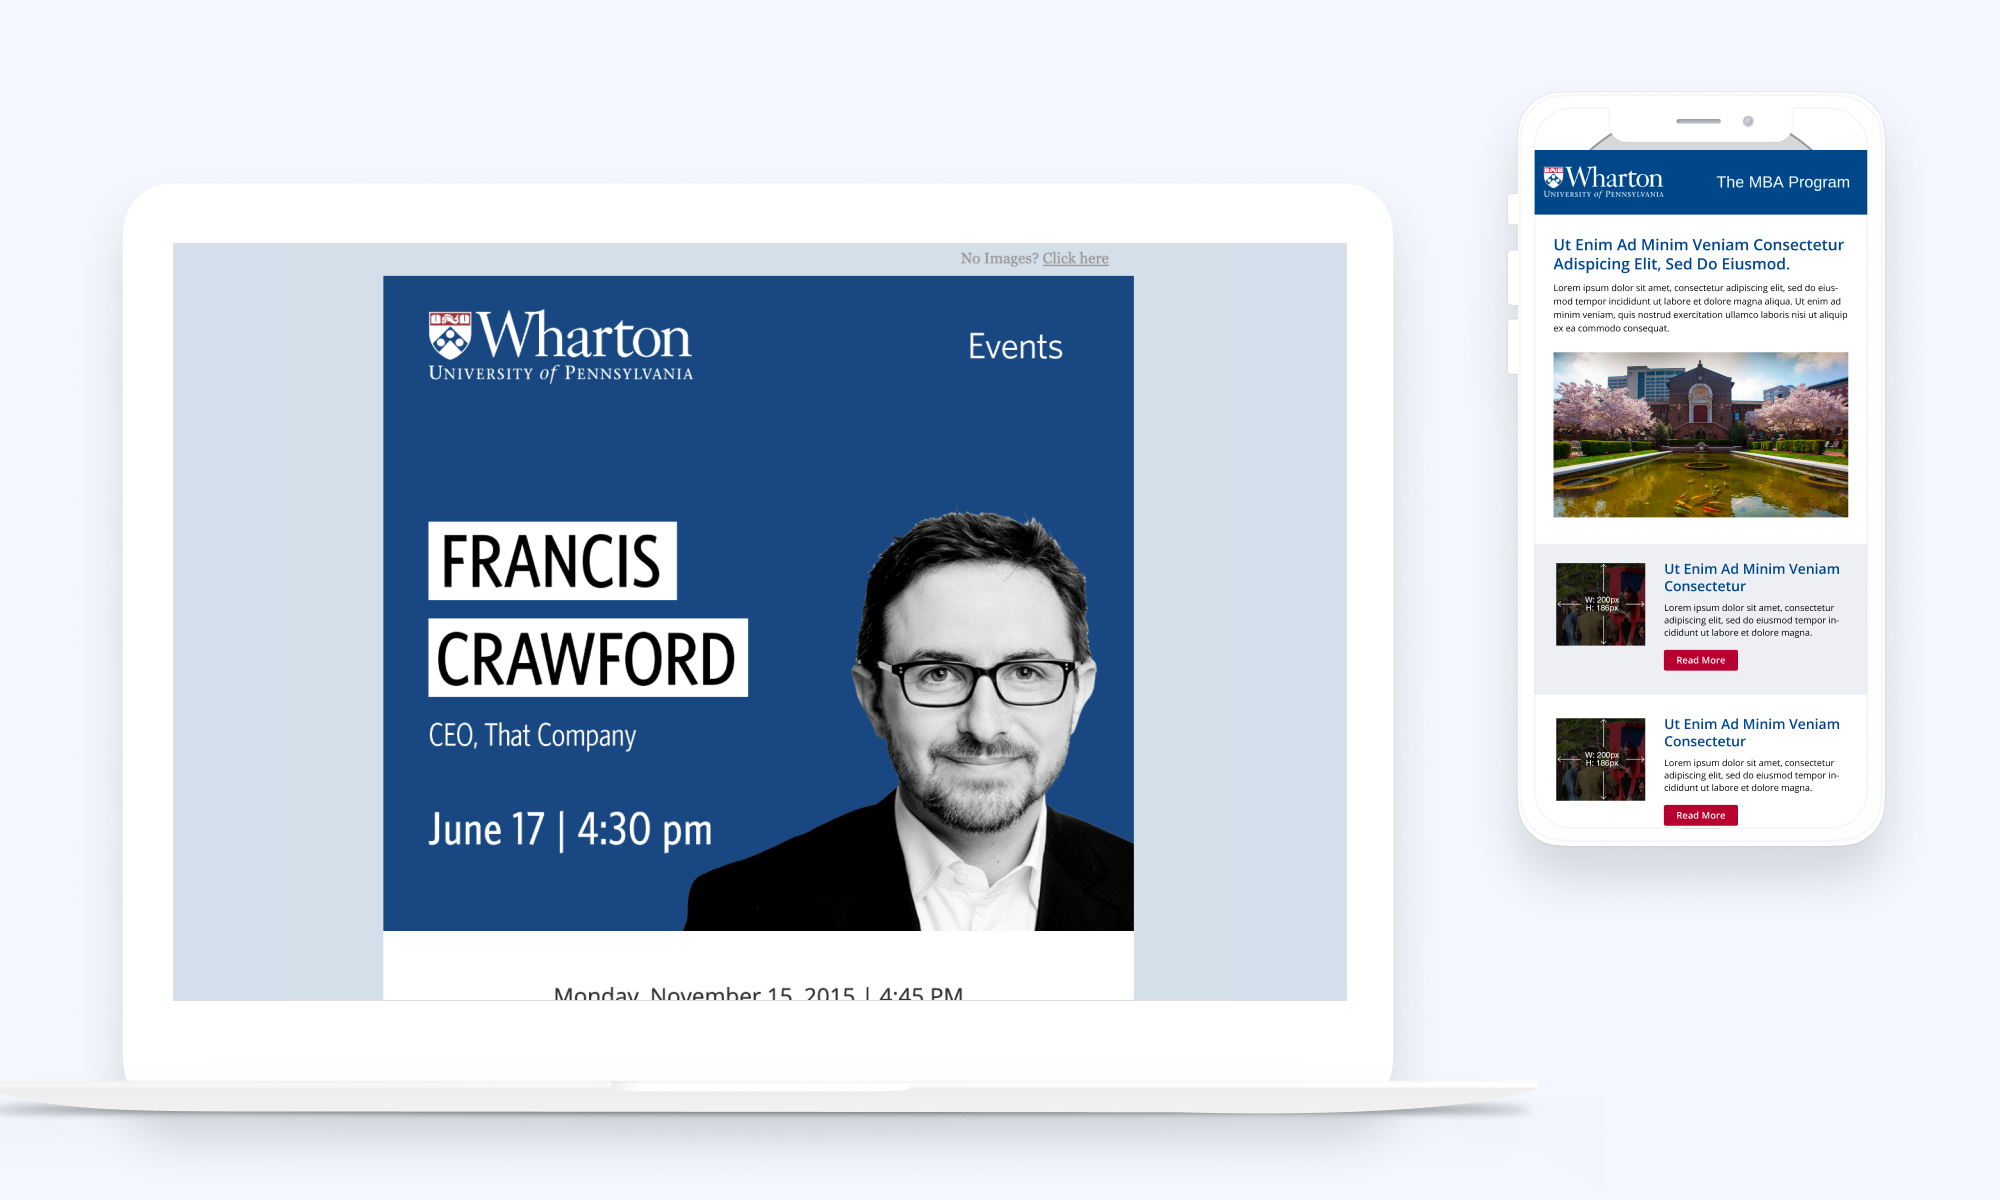 No Images? Click here
Wharton
UNIVERSITY of PENNSYLVANIA
Events
FRANCIS
CRAWFORD
CEO, That Company
June 17 | 4:30 pm
Monday, November 15, 2015 | 4:45 PM
Wharton
UNIVERSITY of PENNSYLVANIA
The MBA Program
Ut Enim Ad Minim Veniam Consectetur
Adispicing Elit, Sed Do Eiusmod.
Lorem ipsum dolor sit amet, consectetur adipiscing elit, sed do eius-
mod tempor incididunt ut labore et dolore magna aliqua. Ut enim ad
minim veniam, quis nostrud exercitation ullamco laboris nisi ut aliquip
ex ea commodo consequat.
W: 200px
H: 186px
Ut Enim Ad Minim Veniam
Consectetur
Lorem ipsum dolor sit amet, consectetur
adipiscing elit, sed do eiusmod tempor in-
cididunt ut labore et dolore magna.
Read More
W: 200px
H: 186px
Ut Enim Ad Minim Veniam
Consectetur
Lorem ipsum dolor sit amet, consectetur
adipiscing elit, sed do eiusmod tempor in-
cididunt ut labore et dolore magna.
Read More